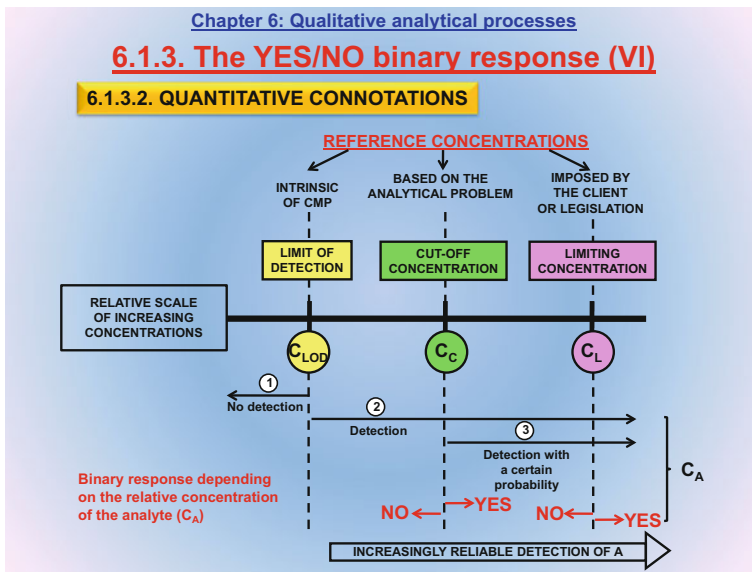 Chapter 6: Qualitative analytical processes
6.1.3. The YES/NO binary response (VI)
6.1.3.2. QUANTITATIVE CONNOTATIONS
REFERENCE CONCENTRATIONS
INTRINSIC
OF CMP
BASED ON THE
ANALYTICAL PROBLEM
IMPOSED BY
THE CLIENT
OR LEGISLATION
LIMIT OF
DETECTION
CUT-OFF
CONCENTRATION
LIMITING
CONCENTRATION
RELATIVE SCALE
OF INCREASING
CONCENTRATIONS
CLOD
CC
CL
1
No detection
2
Detection
3
Detection with
a certain
probability
CA
Binary response depending
on the relative concentration
of the analyte (CA)
NO YES
NO YES
INCREASINGLY RELIABLE DETECTION OF A